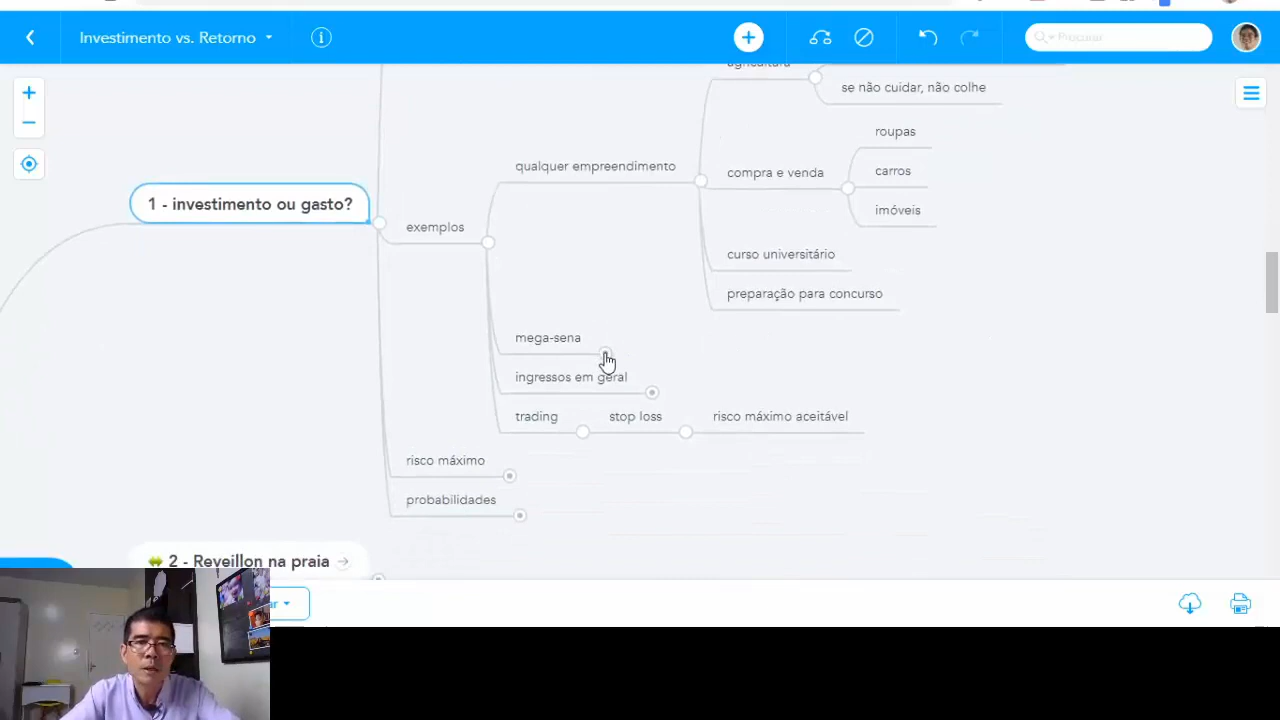 Investimento vs. Retorno
Procurar
agricultura
se não cuidar, não colhe
roupas
qualquer empreendimento
compra e venda
carros
1 - investimento ou gasto?
imóveis
exemplos
curso universitário
preparação para concurso
mega-sena
ingressos em geral
trading
stop loss
risco máximo aceitável
risco máximo
probabilidades
2 - Reveillon na praia